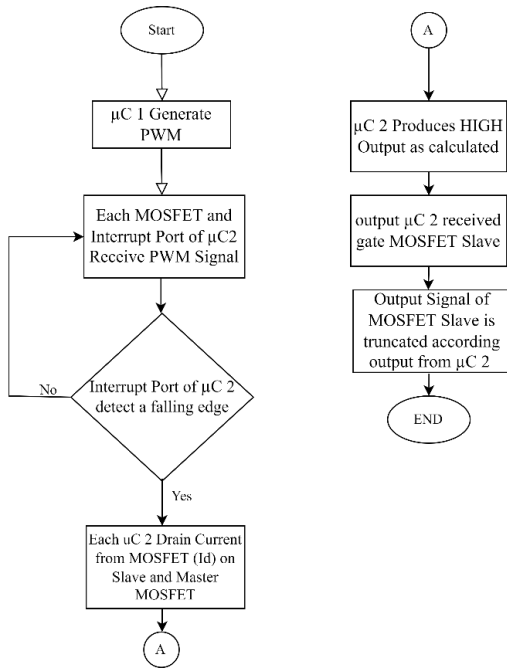 Start
µC 1 Generate
PWM
Each MOSFET and
Interrupt Port of µC2
Receive PWM Signal
Interrupt Port of µC 2
detect a falling edge
No
Yes
Each uC 2 Drain Current
from MOSFET (Id) on
Slave and Master
MOSFET
A
A
µC 2 Produces HIGH
Output as calculated
output µC 2 received
gate MOSFET Slave
Output Signal of
MOSFET Slave is
truncated according
output from µC 2
END